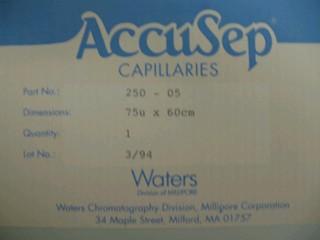 AccuSep
CAPILLARIES
Part No.: 250 - 05
Dimensions: 75u x 60cm
Quantity: 1
Lot No.: 3/94
Waters
Division of MILLIPORE
Waters Chromatography Division, Millipore Corporation
34 Maple Street, Milford, MA 01757